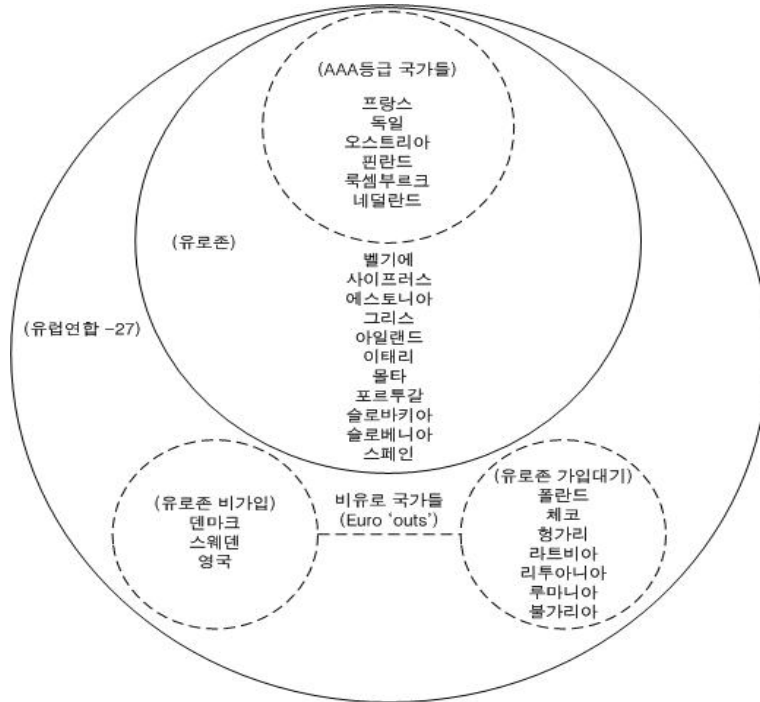 (AAA등급 국가들)
프랑스
독일
오스트리아
핀란드
룩셈부르크
네덜란드
(유로존)
벨기에
사이프러스
에스토니아
그리스
아일랜드
이태리
몰타
포르투갈
슬로바키아
슬로베니아
스페인
(유럽연합 -27)
(유로존 비가입)
덴마크
스웨덴
영국
비유로 국가들
(Euro ‘outs’)
(유로존 가입대기)
폴란드
체코
헝가리
라트비아
리투아니아
루마니아
불가리아